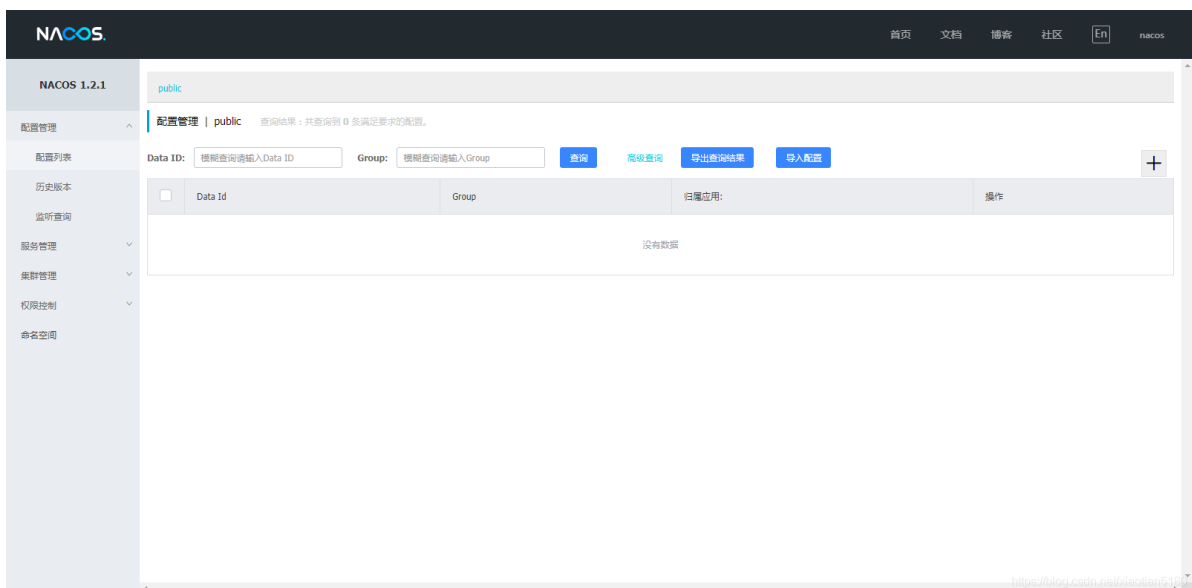 NACOS.
首页 文档 博客 社区 En nacos
NACOS 1.2.1
配置管理
配置列表
历史版本
监听查询
服务管理
集群管理
权限控制
命名空间
public
配置管理 | public 查询结果：共查询到 0 条满足要求的配置。
Data ID: 模糊查询请输入Data ID Group: 模糊查询请输入Group 查询 高级查询 导出查询结果 导入配置
Data Id Group 归属应用: 操作
没有数据